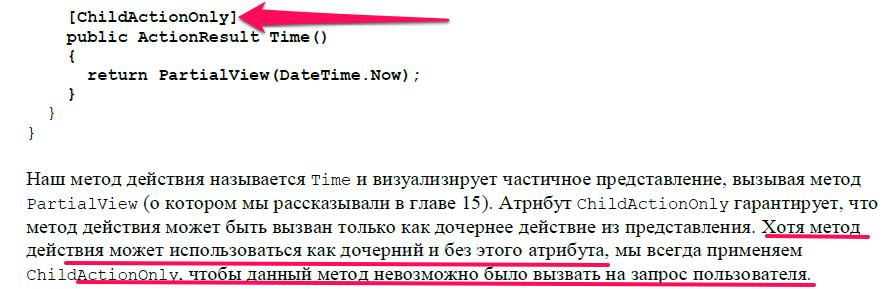 [ChildActionOnly]
public ActionResult Time()
{
return PartialView(DateTime.Now);
}
}
}
Наш метод действия называется Time и визуализирует частичное представление, вызывая метод
PartialView (о котором мы рассказывали в главе 15). Атрибут ChildActionOnly гарантирует, что
метод действия может быть вызван только как дочернее действие из представления. Хотя метод
действия может использоваться как дочерний и без этого атрибута, мы всегда применяем
ChildActionOnly, чтобы данный метод невозможно было вызвать на запрос пользователя.